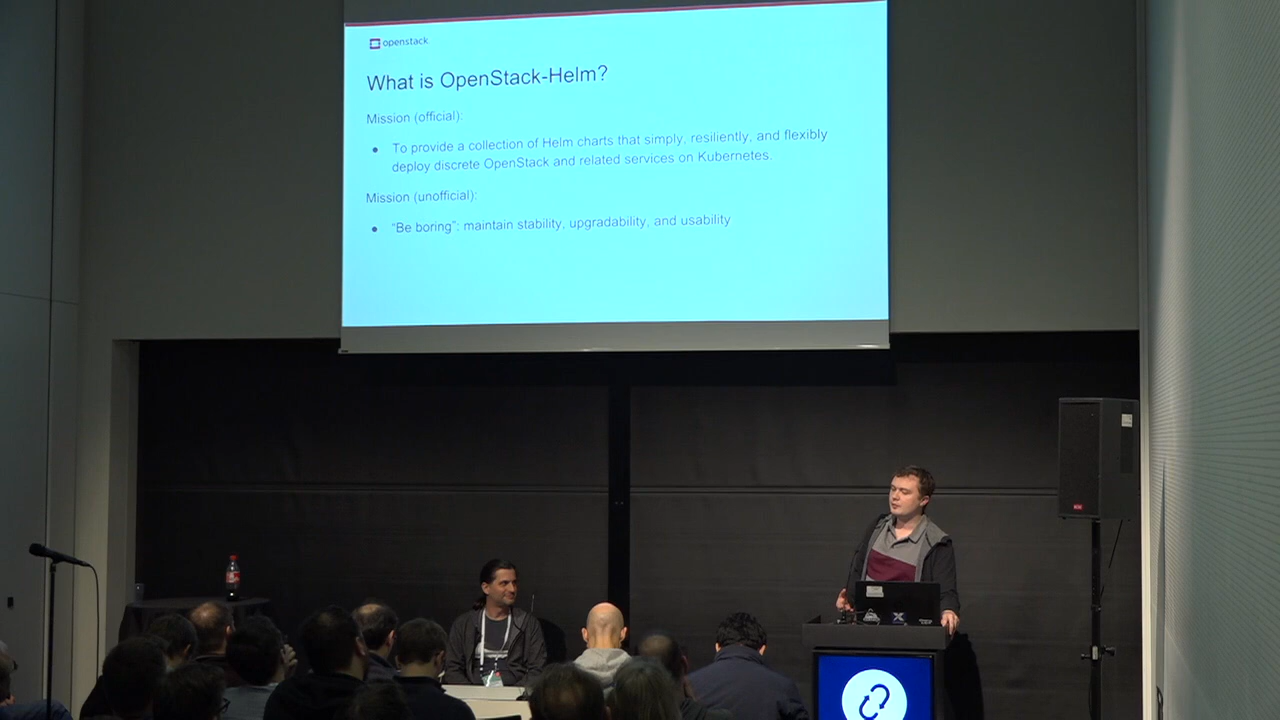 openstack.
What is OpenStack-Helm?
Mission (official):
● To provide a collection of Helm charts that simply, resiliently, and flexibly
deploy discrete OpenStack and related services on Kubernetes.
Mission (unofficial):
● “Be boring”: maintain stability, upgradability, and usability